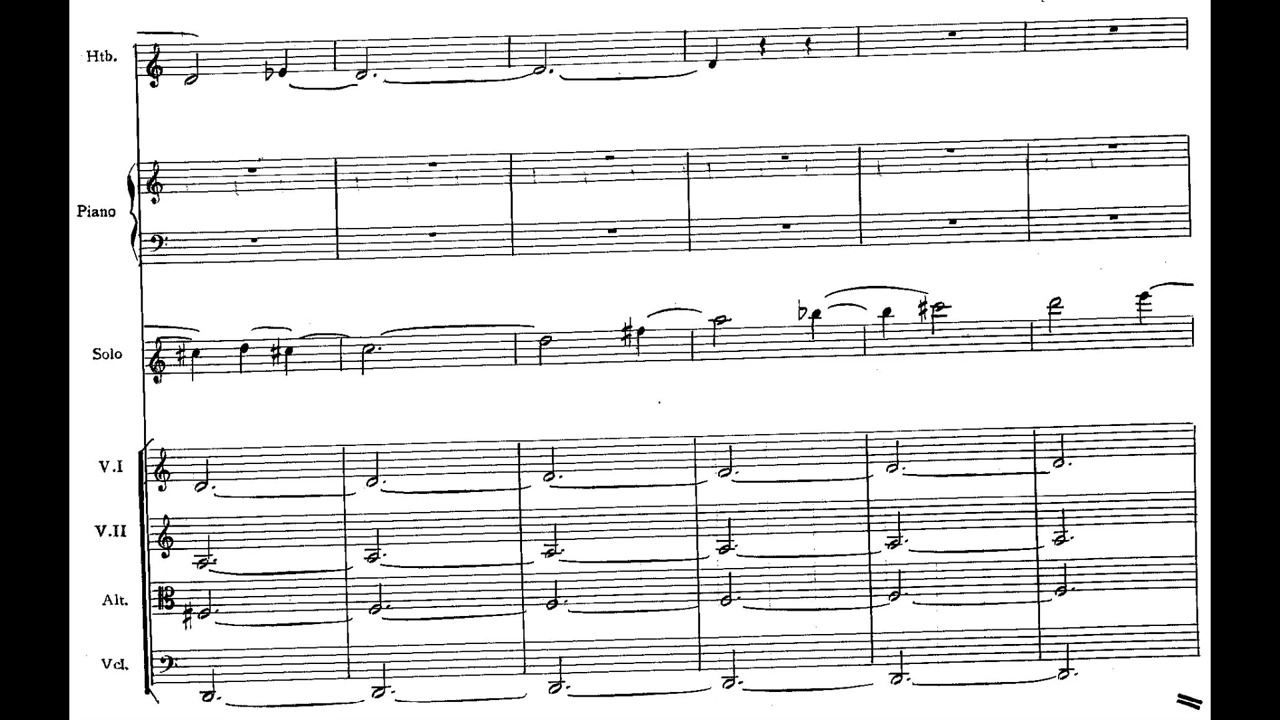 Htb.
Piano
Solo
V.I
V.II
Alt.
Vcl.